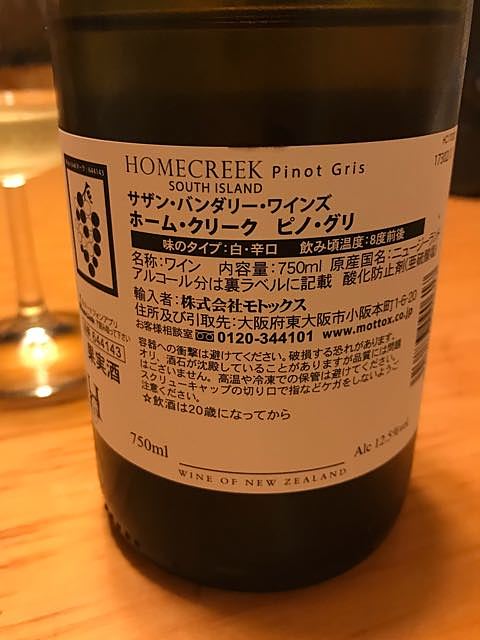 HOMECREEK Pinot Gris
SOUTH ISLAND
サザン・バンダリー・ワインズ
ホーム・クリーク ピノ・グリ
味のタイプ:白・辛口 飲み頃温度:8度前後
名称:ワイン 内容量:750ml 原産国名:ニュージーランド
アルコール分は裏ラベルに記載 酸化防止剤(亜硫酸塩)
輸入者:株式会社モトックス
住所及び引取先:大阪府東大阪市小阪本町1-6-20
お客様相談室 0120-344101 www.mottox.co.jp
容器への衝撃は避けてください。破損する恐れがあります。
オリ、酒石が沈殿していることがありますが品質には問題
はございません。高温や冷凍での保管は避けてください。
スクリューキャップの切り口で指などケガをしないようご
注意ください。
☆飲酒は20歳になってから
644143
果実酒
750ml
Alc 12.5%vol
WINE OF NEW ZEALAND